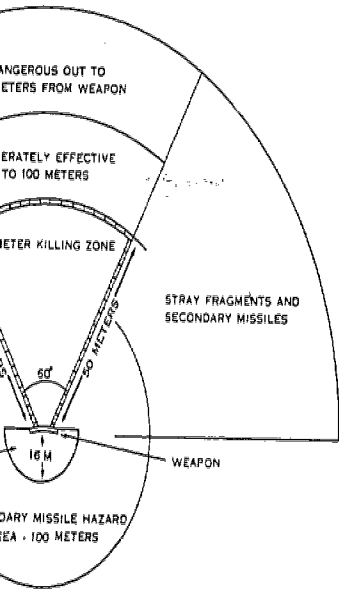 ANGEROUS OUT TO
ETERS FROM WEAPON
ERATELY EFFECTIVE
TO 100 METERS
ETER KILLING ZONE
STRAY FRAGMENTS AND
SECONDARY MISSILES
50 METERS
60°
16 M
WEAPON
DARY MISSILE HAZARD
EA - 100 METERS